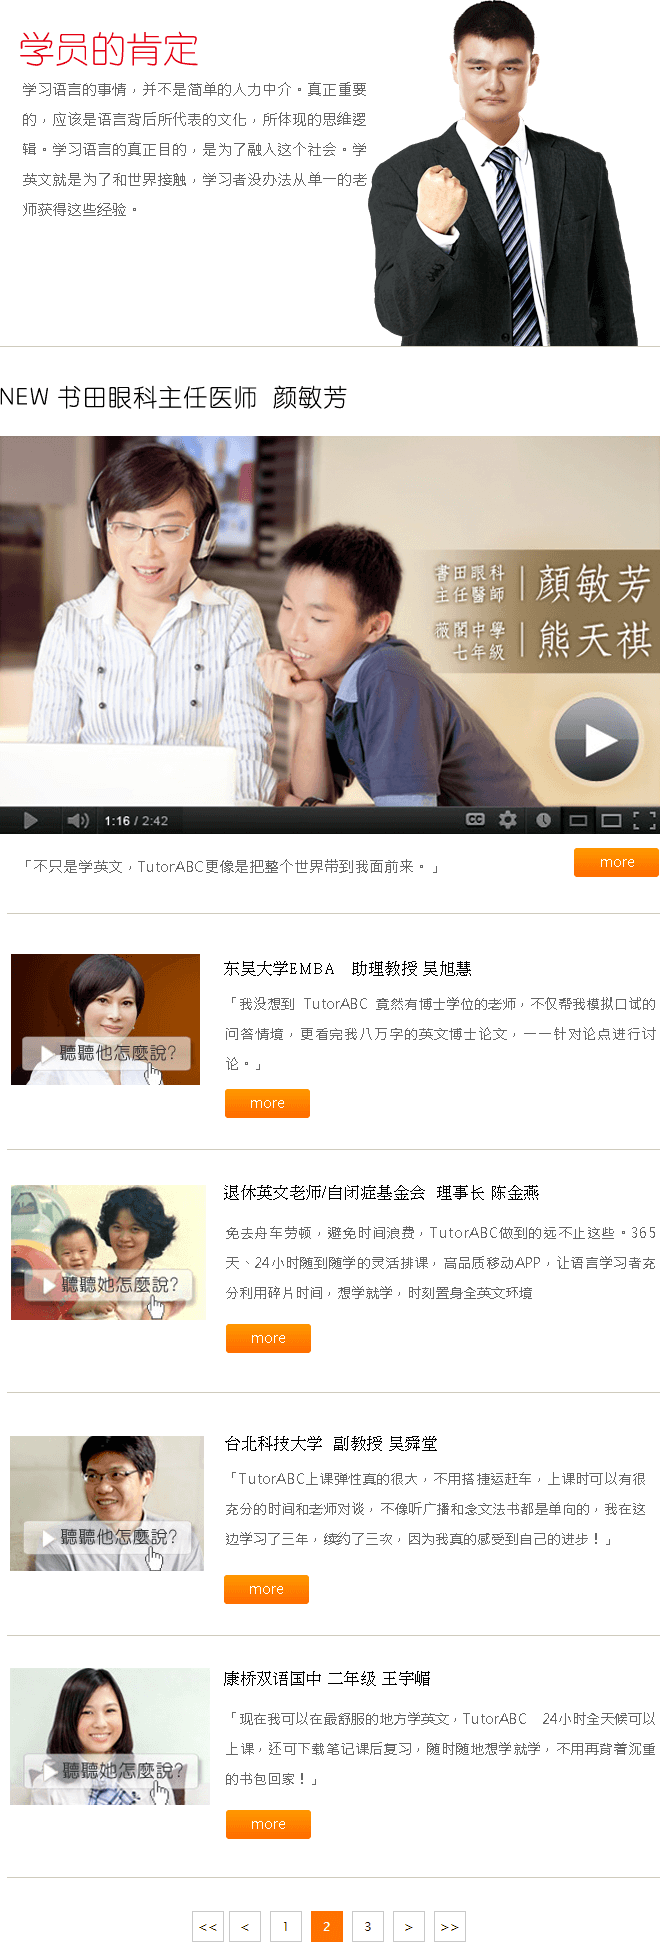 学员的肯定
学习语言的事情，并不是简单的人力中介。真正重要
的，应该是语言背后所代表的文化，所体现的思维逻
辑。学习语言的真正目的，是为了融入这个社会。学
英文就是为了和世界接触，学习者没办法从单一的老
师获得这些经验。
NEW 书田眼科主任医师 颜敏芳
書田眼科
主任醫師 | 顏敏芳
薇閣中學
七年級 | 熊天祺
1:16 / 2:42
CC
「不只是学英文，TutorABC更像是把整个世界带到我面前来。」
more
东吴大学EMBA 助理教授 吴旭慧
「我没想到 TutorABC 竟然有博士学位的老师，不仅帮我模拟口试的
问答情境，更看完我八万字的英文博士论文，一一针对论点进行讨
论。」
聽聽他怎麼說?
more
退休英文老师/自闭症基金会 理事长 陈金燕
免去舟车劳顿，避免时间浪费，TutorABC做到的远不止这些。365
天、24小时随到随学的灵活排课，高品质移动APP，让语言学习者充
分利用碎片时间，想学就学，时刻置身全英文环境
聽聽她怎麼說?
more
台北科技大学 副教授 吴舜堂
「TutorABC上课弹性真的很大，不用搭捷运赶车，上课时可以有很
充分的时间和老师对谈，不像听广播和念文法书都是单向的，我在这
边学习了三年，续约了三次，因为我真的感受到自己的进步！」
聽聽他怎麼說?
more
康桥双语国中 二年级 王宇嵋
「现在我可以在最舒服的地方学英文，TutorABC 24小时全天候可以
上课，还可下载笔记课后复习，随时随地想学就学，不用再背着沉重
的书包回家！」
聽聽她怎麼說?
more
<< < 1 2 3 > >>